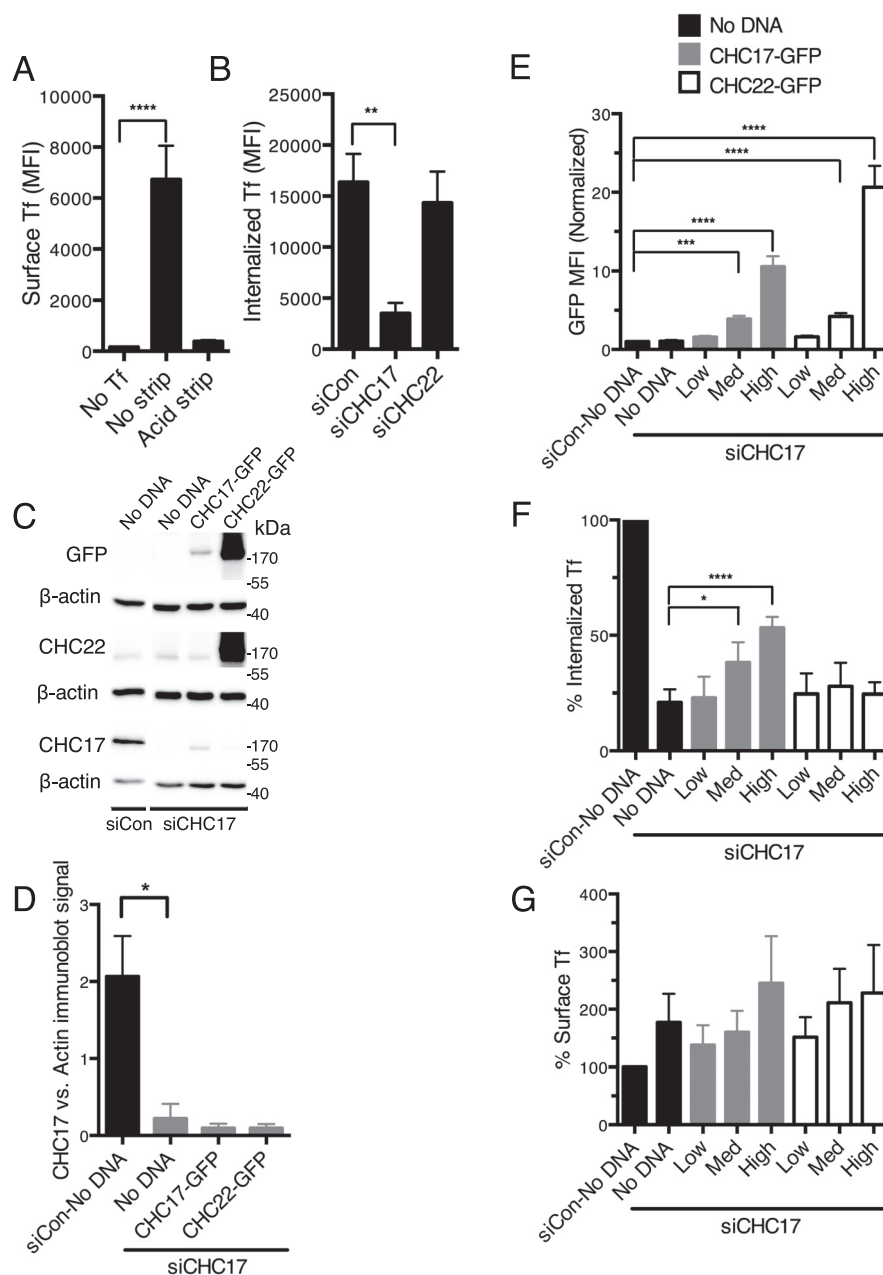 A
Surface Tf (MFI)
10000
8000
6000
4000
2000
0
****
No Tf
No strip
Acid strip
B
Internalized Tf (MFI)
25000
20000
15000
10000
5000
0
**
siCon
siCHC17
siCHC22
C
No DNA
No DNA
CHC17-GFP
CHC22-GFP
kDa
GFP
-170
-55
β-actin
-40
CHC22
-170
-55
β-actin
-40
CHC17
-170
-55
β-actin
-40
siCon
siCHC17
D
CHC17 vs. Actin immunoblot signal
3
2
1
0
*
siCon-No DNA
No DNA
CHC17-GFP
CHC22-GFP
siCHC17
No DNA
CHC17-GFP
CHC22-GFP
E
GFP MFI (Normalized)
30
20
10
0
****
****
****
***
siCon-No DNA
No DNA
Low
Med
High
Low
Med
High
siCHC17
F
% Internalized Tf
100
50
0
****
*
siCon-No DNA
No DNA
Low
Med
High
Low
Med
High
siCHC17
G
% Surface Tf
400
300
200
100
0
siCon-No DNA
No DNA
Low
Med
High
Low
Med
High
siCHC17